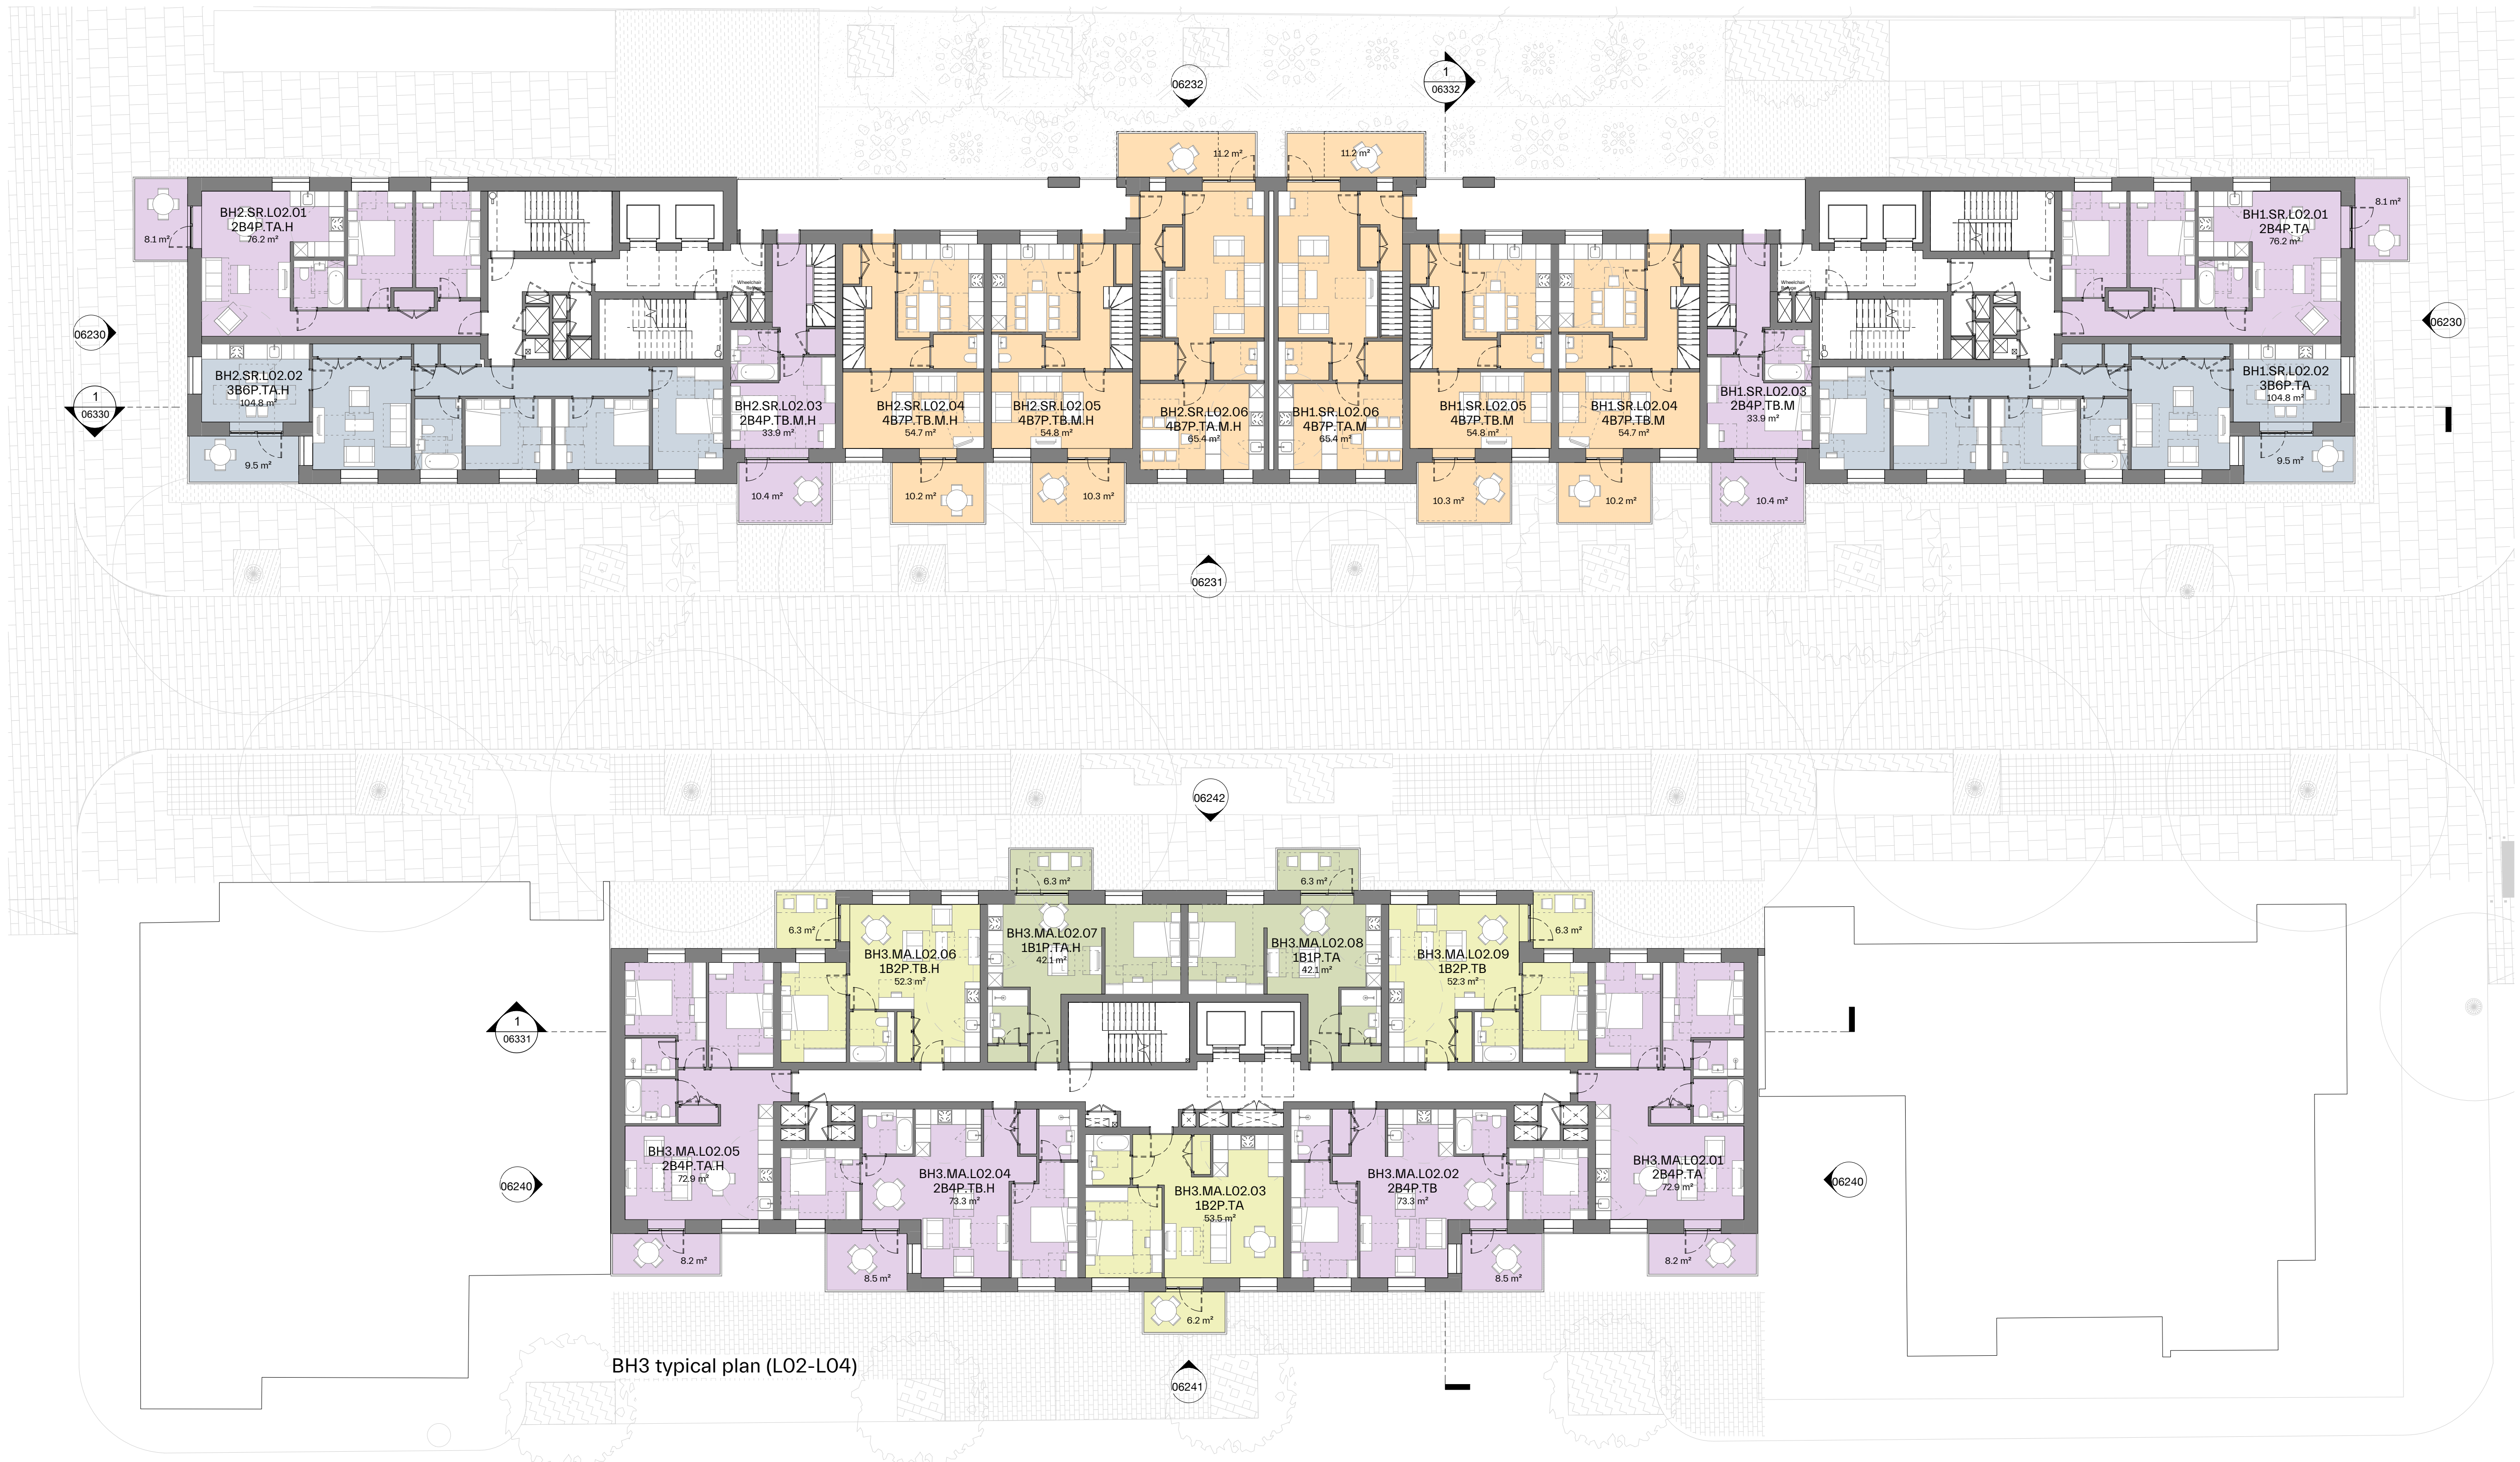 06232
1
06332
11.2 m²
11.2 m²
BH2.SR.L02.01
2B4P.TA.H
76.2 m²
8.1 m²
BH1.SR.L02.01
2B4P.TA
76.2 m²
8.1 m²
Wheelchair
Refuge
Wheelchair
Refuge
06230
06230
BH2.SR.L02.02
3B6P.TA.H
104.8 m²
9.5 m²
1
06330
BH2.SR.L02.03
2B4P.TB.M.H
33.9 m²
BH2.SR.L02.04
4B7P.TB.M.H
54.7 m²
BH2.SR.L02.05
4B7P.TB.M.H
54.8 m²
BH2.SR.L02.06
4B7P.TA.M.H
65.4 m²
BH1.SR.L02.06
4B7P.TA.M
65.4 m²
BH1.SR.L02.05
4B7P.TB.M
54.8 m²
BH1.SR.L02.04
4B7P.TB.M
54.7 m²
BH1.SR.L02.03
2B4P.TB.M
33.9 m²
BH1.SR.L02.02
3B6P.TA
104.8 m²
9.5 m²
10.4 m²
10.2 m²
10.3 m²
10.3 m²
10.2 m²
10.4 m²
06231
06242
6.3 m²
6.3 m²
6.3 m²
6.3 m²
BH3.MA.L02.06
1B2P.TB.H
52.3 m²
BH3.MA.L02.07
1B1P.TA.H
42.1 m²
BH3.MA.L02.08
1B1P.TA
42.1 m²
BH3.MA.L02.09
1B2P.TB
52.3 m²
1
06331
BH3.MA.L02.05
2B4P.TA.H
72.9 m²
BH3.MA.L02.04
2B4P.TB.H
73.3 m²
BH3.MA.L02.03
1B2P.TA
53.5 m²
BH3.MA.L02.02
2B4P.TB
73.3 m²
BH3.MA.L02.01
2B4P.TA
72.9 m²
06240
06240
8.2 m²
8.5 m²
6.2 m²
8.5 m²
8.2 m²
BH3 typical plan (L02-L04)
06241